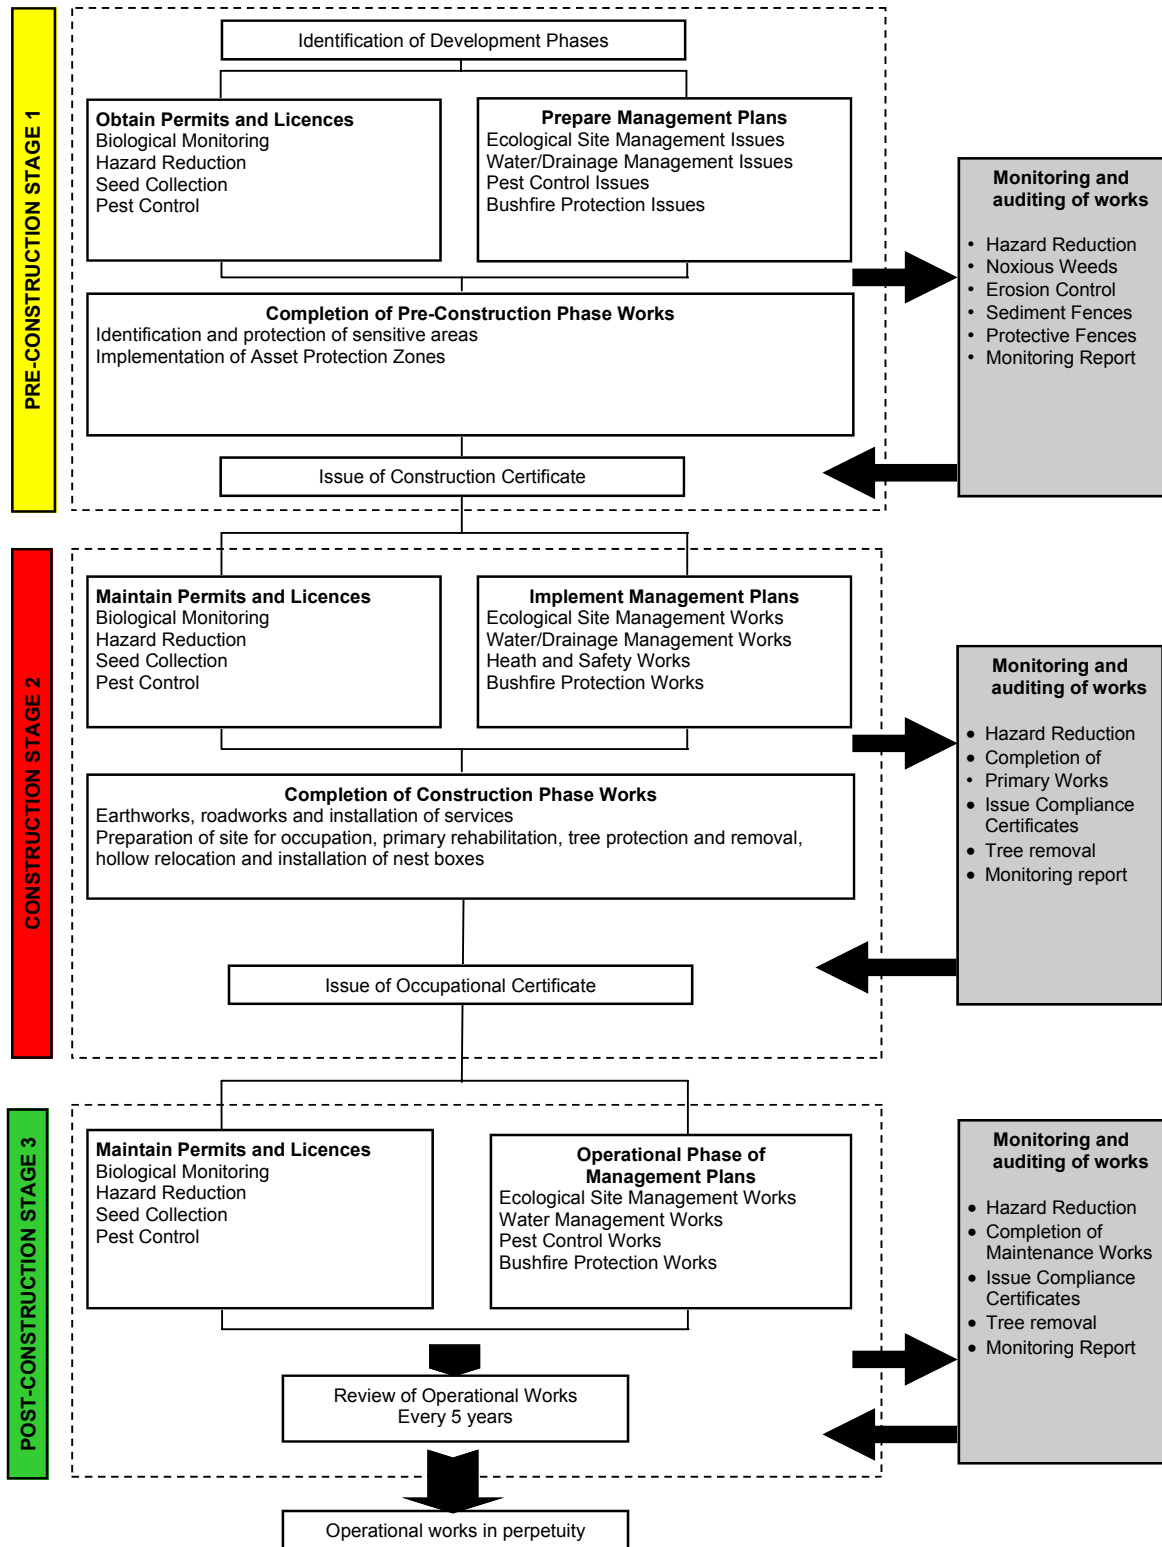 PRE-CONSTRUCTION STAGE 1
Identification of Development Phases
Obtain Permits and Licences
Biological Monitoring
Hazard Reduction
Seed Collection
Pest Control
Prepare Management Plans
Ecological Site Management Issues
Water/Drainage Management Issues
Pest Control Issues
Bushfire Protection Issues
Completion of Pre-Construction Phase Works
Identification and protection of sensitive areas
Implementation of Asset Protection Zones
Issue of Construction Certificate
Monitoring and
auditing of works
• Hazard Reduction
• Noxious Weeds
• Erosion Control
• Sediment Fences
• Protective Fences
• Monitoring Report
CONSTRUCTION STAGE 2
Maintain Permits and Licences
Biological Monitoring
Hazard Reduction
Seed Collection
Pest Control
Implement Management Plans
Ecological Site Management Works
Water/Drainage Management Works
Heath and Safety Works
Bushfire Protection Works
Completion of Construction Phase Works
Earthworks, roadworks and installation of services
Preparation of site for occupation, primary rehabilitation, tree protection and removal,
hollow relocation and installation of nest boxes
Issue of Occupational Certificate
Monitoring and
auditing of works
• Hazard Reduction
• Completion of
• Primary Works
• Issue Compliance
Certificates
• Tree removal
• Monitoring report
POST-CONSTRUCTION STAGE 3
Maintain Permits and Licences
Biological Monitoring
Hazard Reduction
Seed Collection
Pest Control
Operational Phase of
Management Plans
Ecological Site Management Works
Water Management Works
Pest Control Works
Bushfire Protection Works
Review of Operational Works
Every 5 years
Operational works in perpetuity
Monitoring and
auditing of works
• Hazard Reduction
• Completion of
Maintenance Works
• Issue Compliance
Certificates
• Tree removal
• Monitoring Report